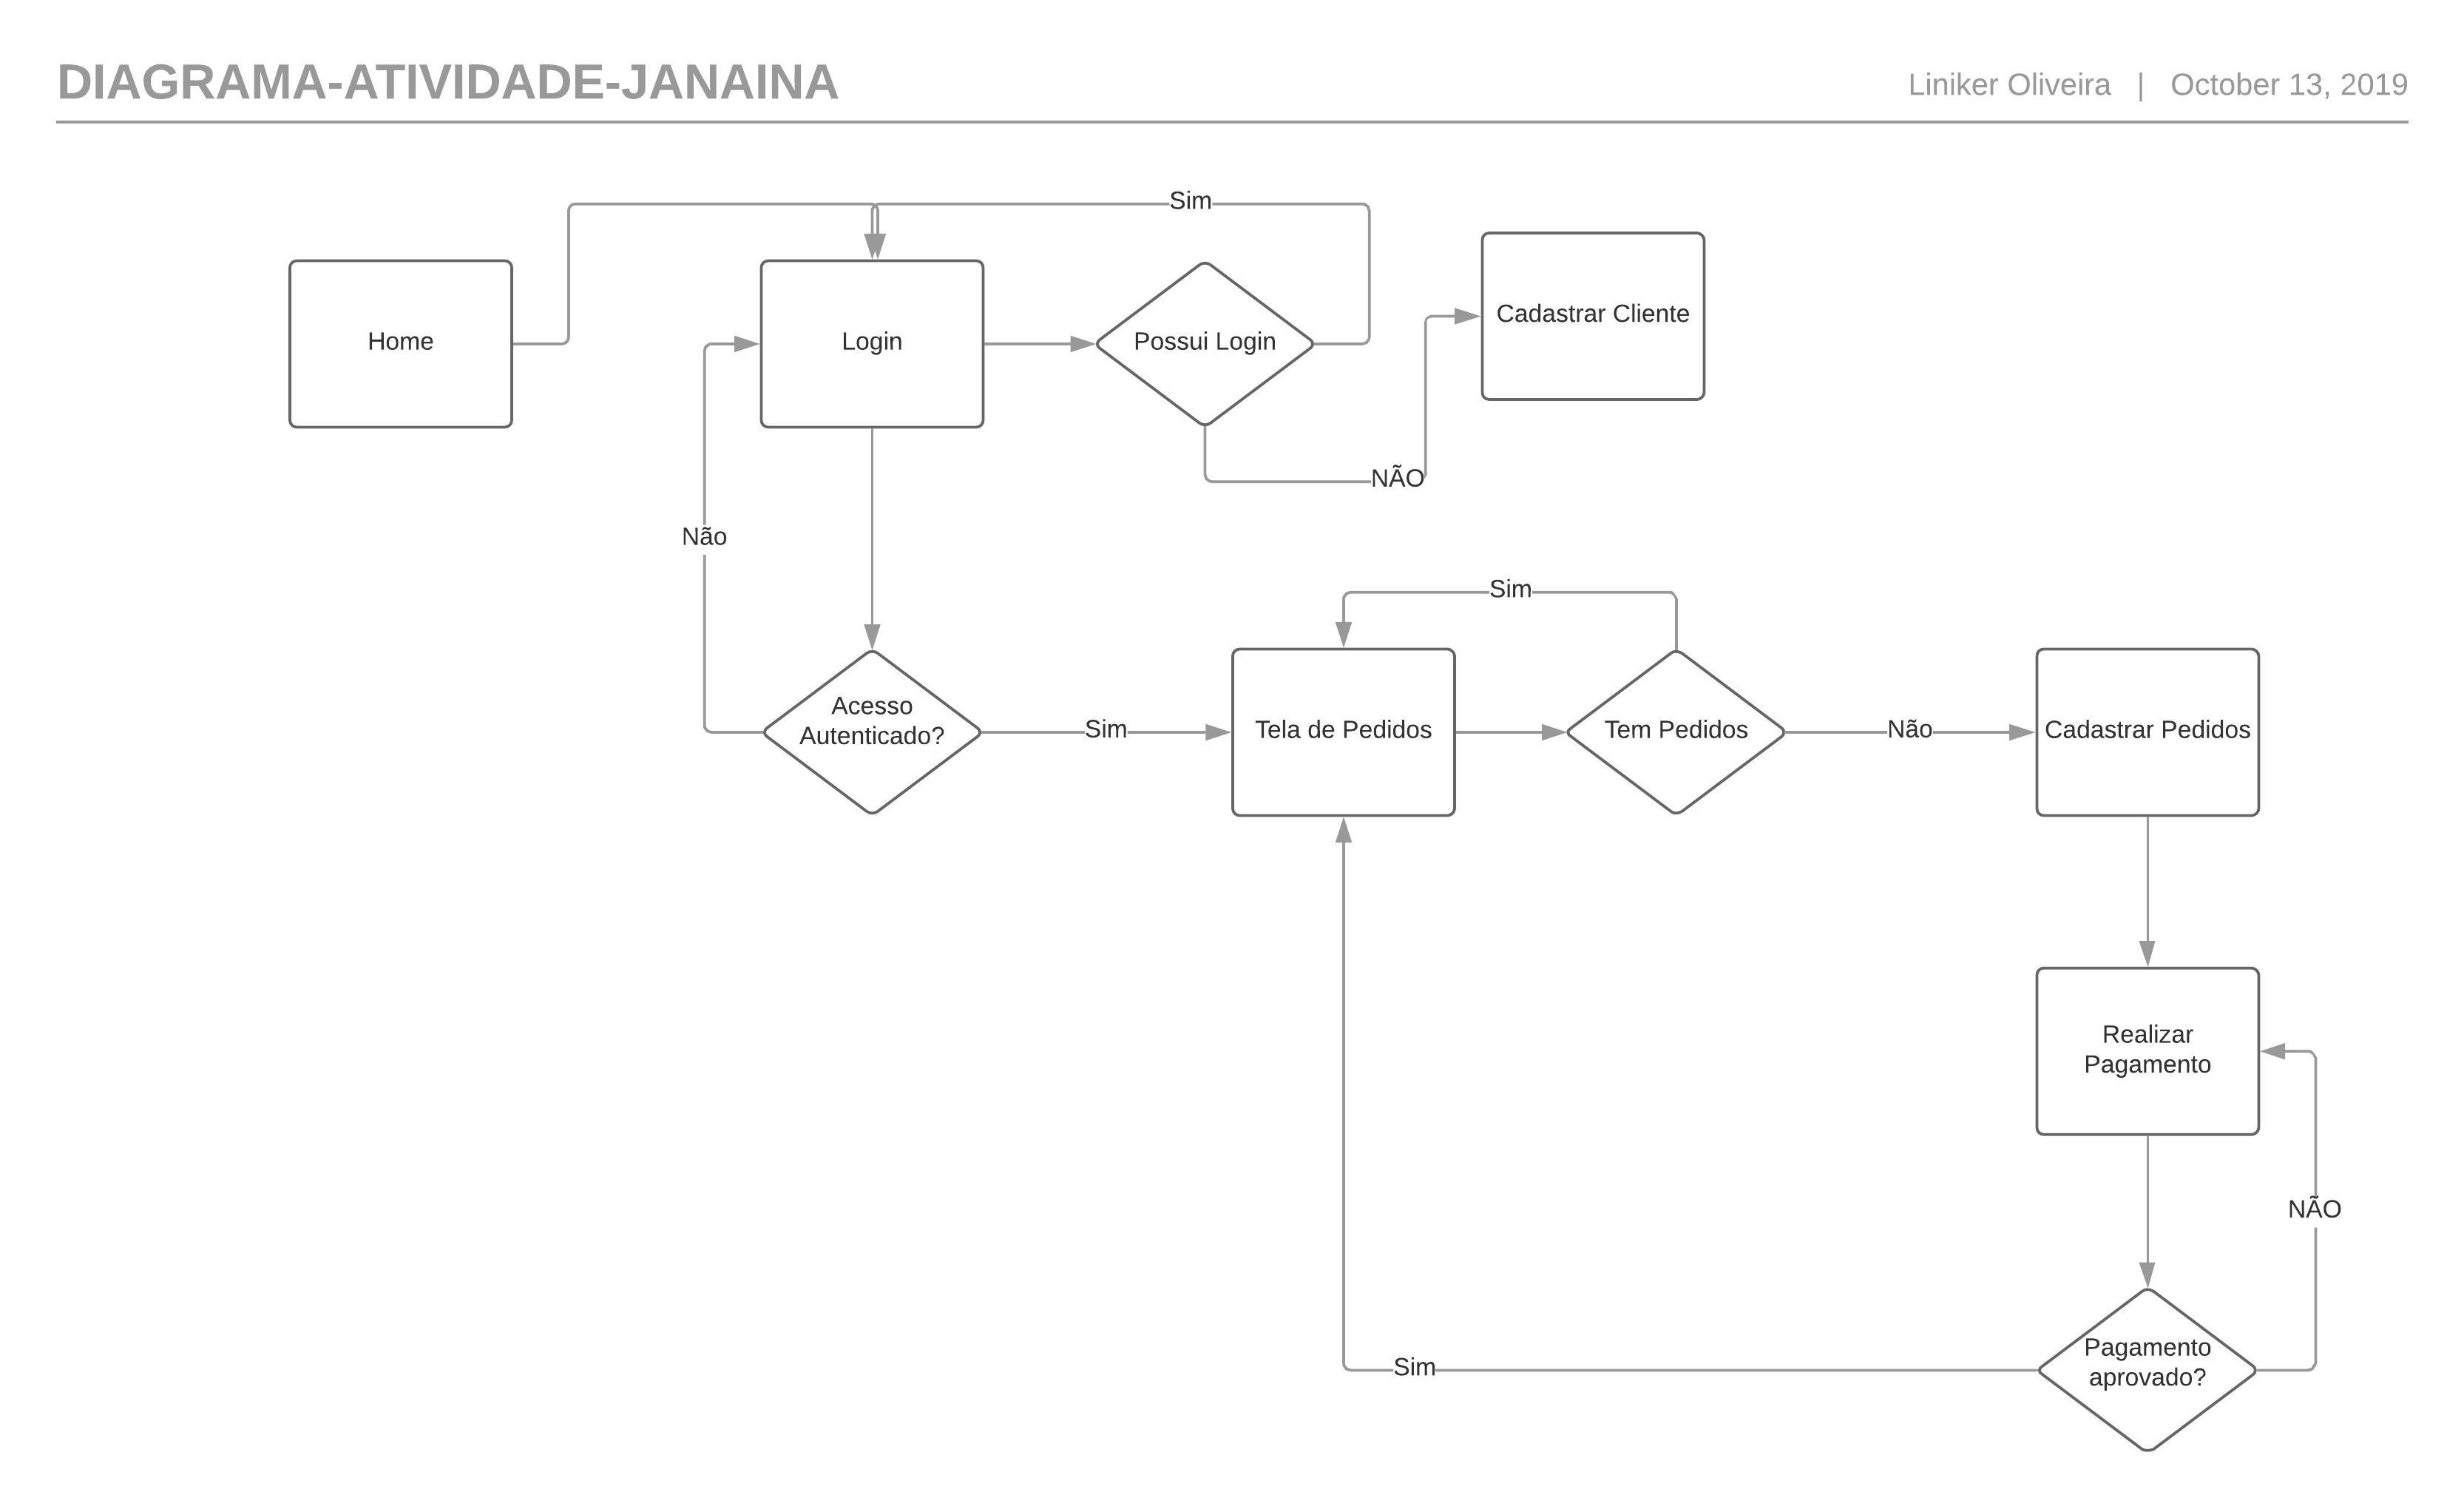 DIAGRAMA-ATIVIDADE-JANAINA
Liniker Oliveira | October 13, 2019
Sim
Home
Login
Possui Login
Cadastrar Cliente
NÃO
Não
Sim
Acesso
Autenticado?
Sim
Tela de Pedidos
Tem Pedidos
Não
Cadastrar Pedidos
Realizar
Pagamento
NÃO
Pagamento
aprovado?
Sim